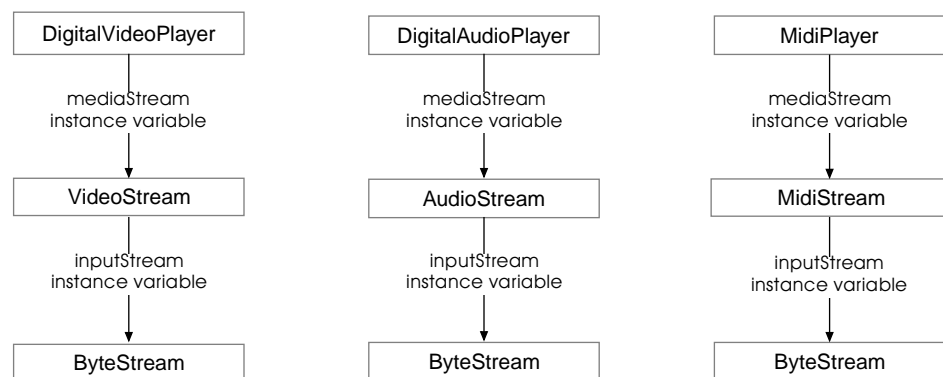 DigitalVideoPlayer
mediaStream
instance variable
VideoStream
inputStream
instance variable
ByteStream
DigitalAudioPlayer
mediaStream
instance variable
AudioStream
inputStream
instance variable
ByteStream
MidiPlayer
mediaStream
instance variable
MidiStream
inputStream
instance variable
ByteStream